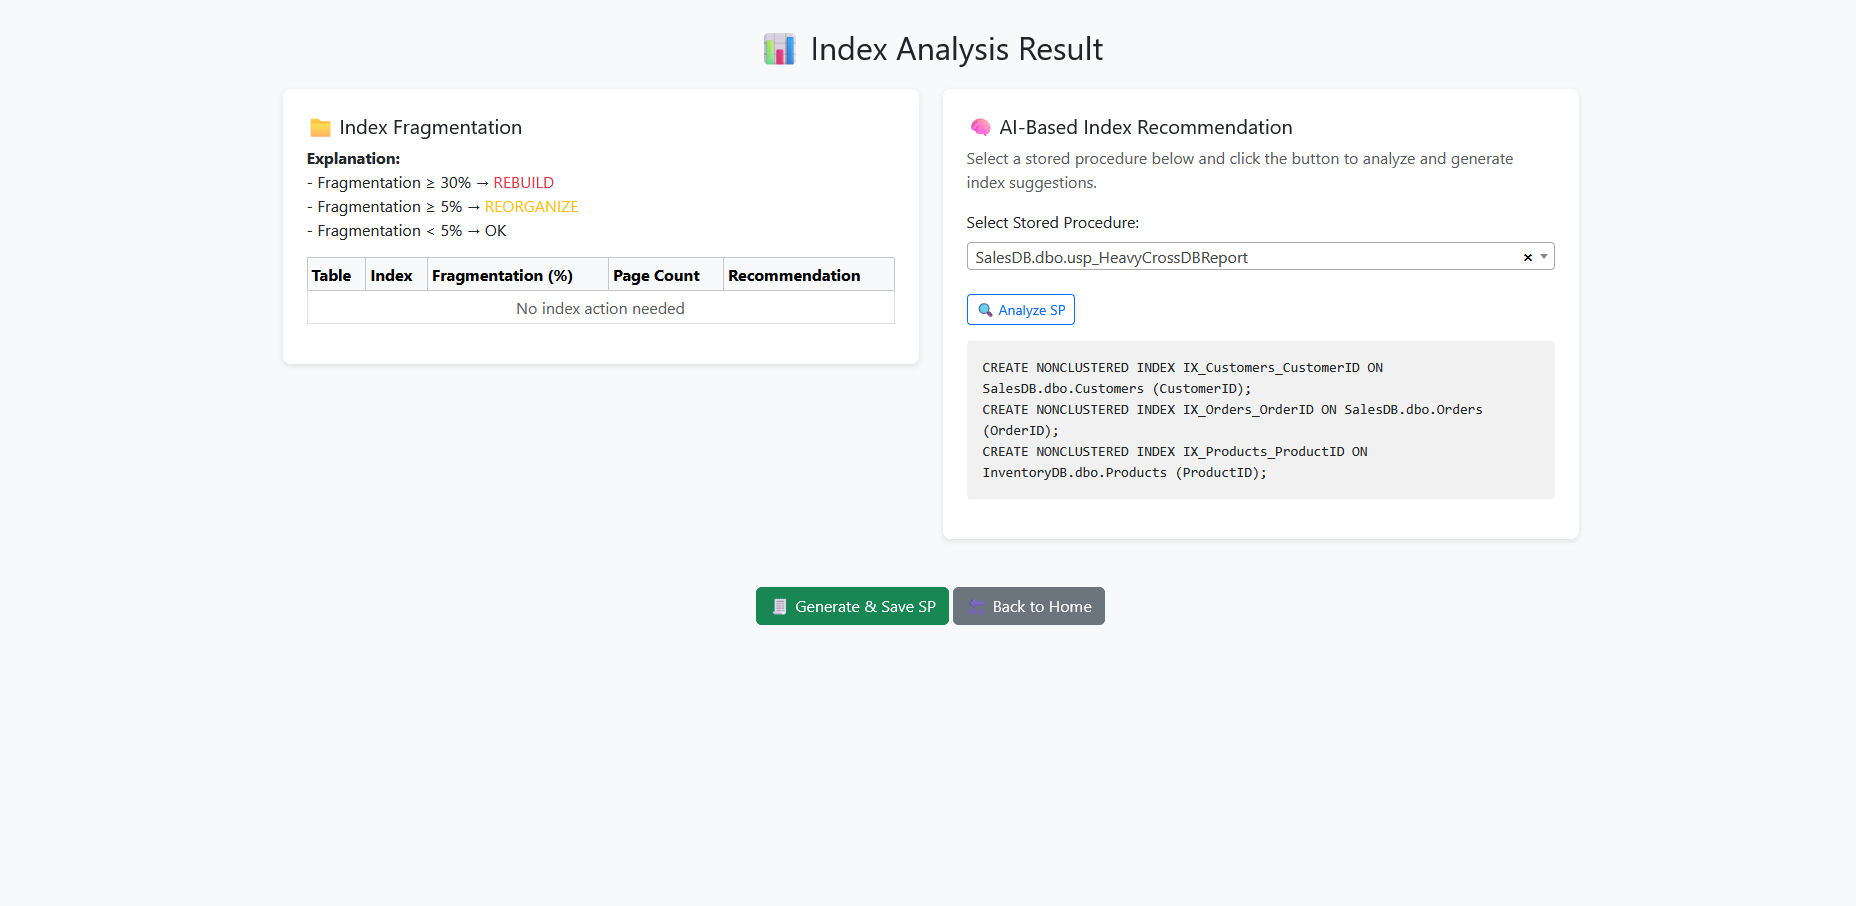 Index Analysis Result
Index Fragmentation
Explanation:
- Fragmentation ≥ 30% → REBUILD
- Fragmentation ≥ 5% → REORGANIZE
- Fragmentation < 5% → OK
Table Index Fragmentation (%) Page Count Recommendation
No index action needed
AI-Based Index Recommendation
Select a stored procedure below and click the button to analyze and generate
index suggestions.
Select Stored Procedure:
SalesDB.dbo.usp_HeavyCrossDBReport ×
Analyze SP
CREATE NONCLUSTERED INDEX IX_Customers_CustomerID ON
SalesDB.dbo.Customers (CustomerID);
CREATE NONCLUSTERED INDEX IX_Orders_OrderID ON SalesDB.dbo.Orders
(OrderID);
CREATE NONCLUSTERED INDEX IX_Products_ProductID ON
InventoryDB.dbo.Products (ProductID);
Generate & Save SP
Back to Home